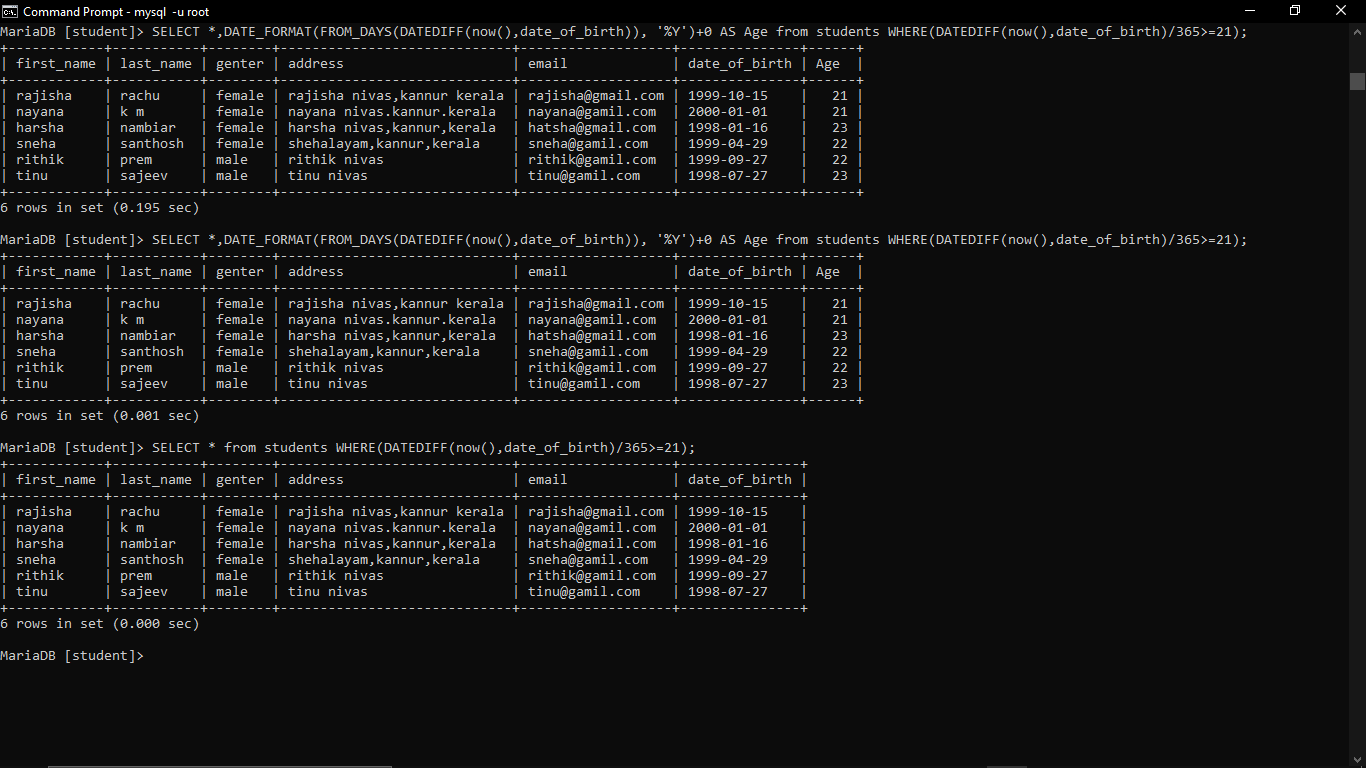 Command Prompt - mysql -u root
MariaDB [student]> SELECT *,DATE_FORMAT(FROM_DAYS(DATEDIFF(now(),date_of_birth)), '%Y')+0 AS Age from students WHERE(DATEDIFF(now(),date_of_birth)/365>=21);
+------------+-----------+--------+-----------------------------+-------------------+---------------+------+
| first_name | last_name | genter | address                     | email             | date_of_birth | Age  |
+------------+-----------+--------+-----------------------------+-------------------+---------------+------+
| rajisha    | rachu     | female | rajisha nivas,kannur kerala | rajisha@gmail.com | 1999-10-15    |   21 |
| nayana     | k m       | female | nayana nivas.kannur.kerala  | nayana@gamil.com  | 2000-01-01    |   21 |
| harsha     | nambiar   | female | harsha nivas,kannur,kerala  | hatsha@gmail.com  | 1998-01-16    |   23 |
| sneha      | santhosh  | female | shehalayam,kannur,kerala    | sneha@gamil.com   | 1999-04-29    |   22 |
| rithik     | prem      | male   | rithik nivas                | rithik@gamil.com  | 1999-09-27    |   22 |
| tinu       | sajeev    | male   | tinu nivas                  | tinu@gamil.com    | 1998-07-27    |   23 |
+------------+-----------+--------+-----------------------------+-------------------+---------------+------+
6 rows in set (0.195 sec)
MariaDB [student]> SELECT *,DATE_FORMAT(FROM_DAYS(DATEDIFF(now(),date_of_birth)), '%Y')+0 AS Age from students WHERE(DATEDIFF(now(),date_of_birth)/365>=21);
+------------+-----------+--------+-----------------------------+-------------------+---------------+------+
| first_name | last_name | genter | address                     | email             | date_of_birth | Age  |
+------------+-----------+--------+-----------------------------+-------------------+---------------+------+
| rajisha    | rachu     | female | rajisha nivas,kannur kerala | rajisha@gmail.com | 1999-10-15    |   21 |
| nayana     | k m       | female | nayana nivas.kannur.kerala  | nayana@gamil.com  | 2000-01-01    |   21 |
| harsha     | nambiar   | female | harsha nivas,kannur,kerala  | hatsha@gmail.com  | 1998-01-16    |   23 |
| sneha      | santhosh  | female | shehalayam,kannur,kerala    | sneha@gamil.com   | 1999-04-29    |   22 |
| rithik     | prem      | male   | rithik nivas                | rithik@gamil.com  | 1999-09-27    |   22 |
| tinu       | sajeev    | male   | tinu nivas                  | tinu@gamil.com    | 1998-07-27    |   23 |
+------------+-----------+--------+-----------------------------+-------------------+---------------+------+
6 rows in set (0.001 sec)
MariaDB [student]> SELECT * from students WHERE(DATEDIFF(now(),date_of_birth)/365>=21);
+------------+-----------+--------+-----------------------------+-------------------+---------------+
| first_name | last_name | genter | address                     | email             | date_of_birth |
+------------+-----------+--------+-----------------------------+-------------------+---------------+
| rajisha    | rachu     | female | rajisha nivas,kannur kerala | rajisha@gmail.com | 1999-10-15    |
| nayana     | k m       | female | nayana nivas.kannur.kerala  | nayana@gamil.com  | 2000-01-01    |
| harsha     | nambiar   | female | harsha nivas,kannur,kerala  | hatsha@gmail.com  | 1998-01-16    |
| sneha      | santhosh  | female | shehalayam,kannur,kerala    | sneha@gamil.com   | 1999-04-29    |
| rithik     | prem      | male   | rithik nivas                | rithik@gamil.com  | 1999-09-27    |
| tinu       | sajeev    | male   | tinu nivas                  | tinu@gamil.com    | 1998-07-27    |
+------------+-----------+--------+-----------------------------+-------------------+---------------+
6 rows in set (0.000 sec)
MariaDB [student]>